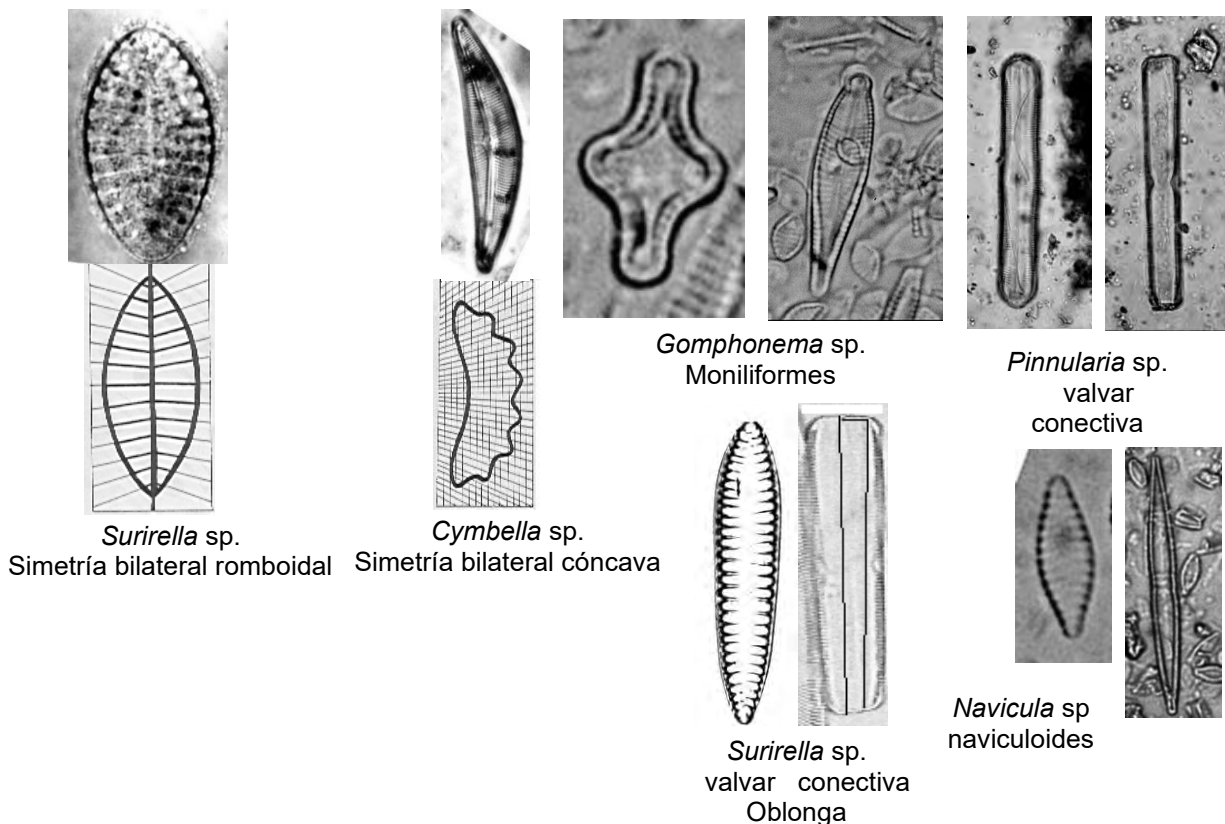 Surirella sp.
Simetría bilateral romboidal
Cymbella sp.
Simetría bilateral cóncava
Gomphonema sp.
Moniliformes
Pinnularia sp.
valvar
conectiva
Surirella sp.
valvar conectiva
Oblonga
Navicula sp
naviculoides